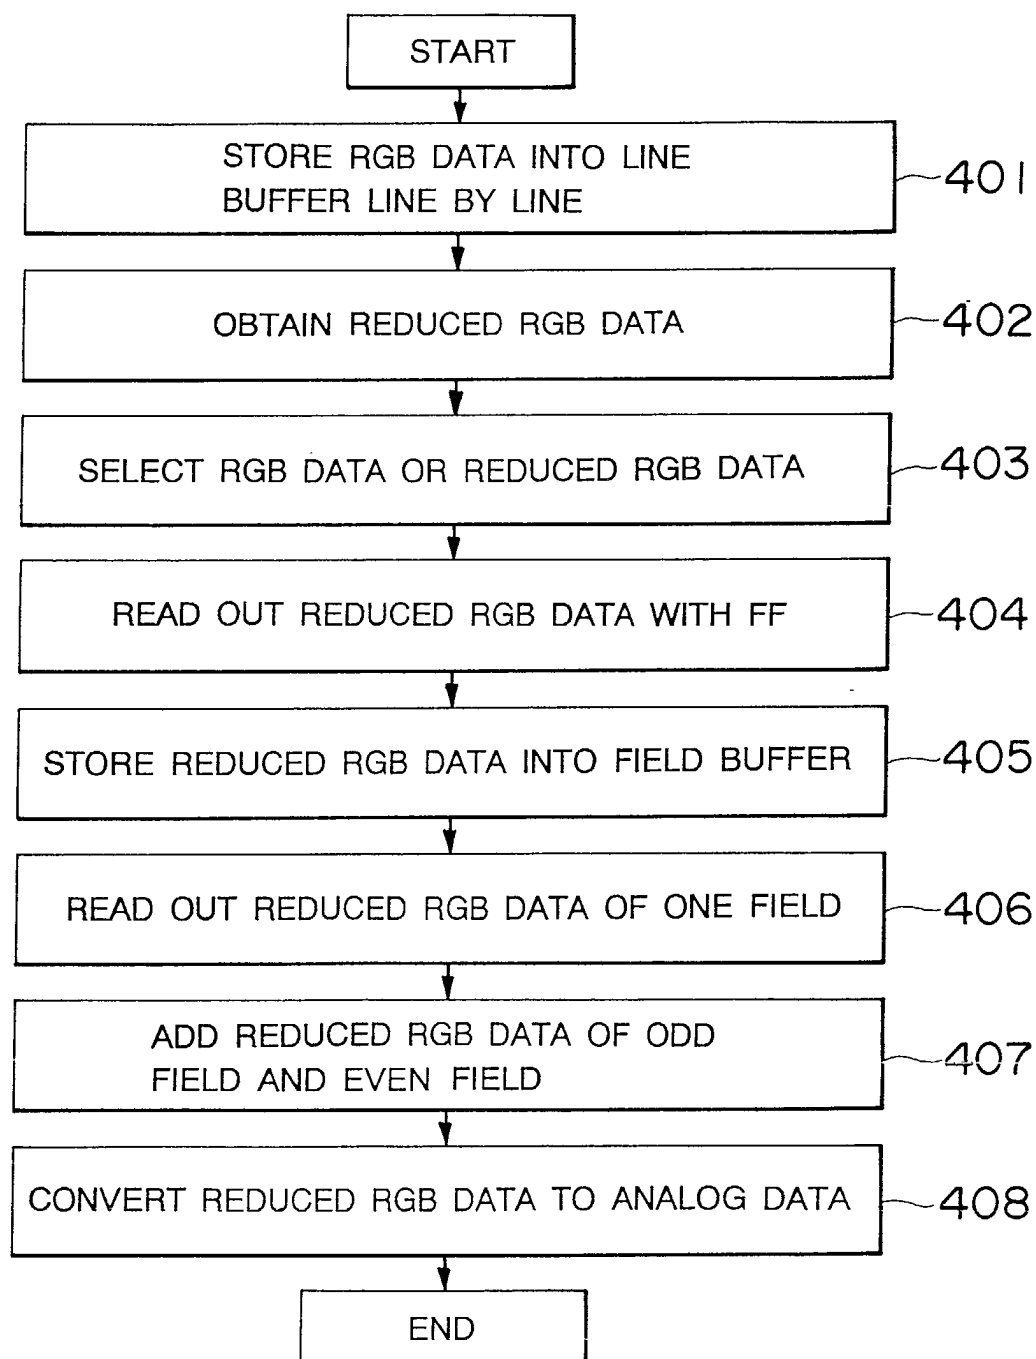 START
STORE RGB DATA INTO LINE
BUFFER LINE BY LINE
401
OBTAIN REDUCED RGB DATA
402
SELECT RGB DATA OR REDUCED RGB DATA
403
READ OUT REDUCED RGB DATA WITH FF
404
STORE REDUCED RGB DATA INTO FIELD BUFFER
405
READ OUT REDUCED RGB DATA OF ONE FIELD
406
ADD REDUCED RGB DATA OF ODD
FIELD AND EVEN FIELD
407
CONVERT REDUCED RGB DATA TO ANALOG DATA
408
END